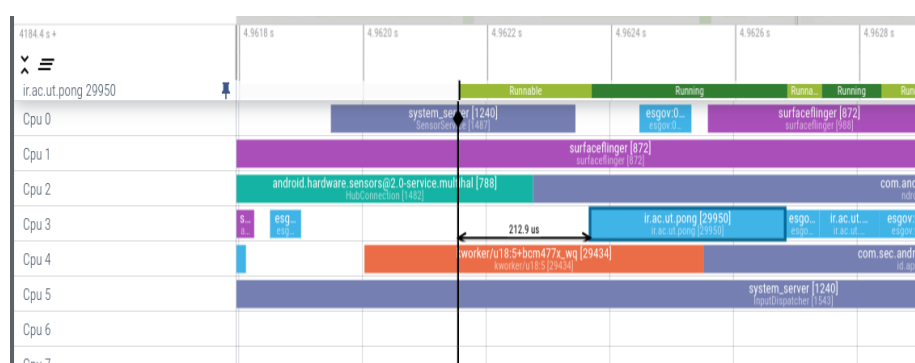 4184.4 s +
4.9618 s
4.9620 s
4.9622 s
4.9624 s
4.9626 s
4.9628 s
ir.ac.ut.pong 29950
Runnable
Running
Runna...
Running
Cpu 0
system_server [1240]
SensorService [1487]
esgov:0...
esgov:0...
surfaceflinger [872]
surfaceflinger [988]
Cpu 1
surfaceflinger [872]
surfaceflinger [872]
Cpu 2
android.hardware.sensors@2.0-service.multihal [788]
HubConnection [1482]
com.and
Cpu 3
s...
a...
esg...
esg...
212.9 us
ir.ac.ut.pong [29950]
ir.ac.ut.pong [29950]
esgo...
esgo...
ir.ac.ut....
ir.ac.ut....
esgov:
esgov:
Cpu 4
kworker/u18:5+bcm477x_wq [29434]
kworker/u18:5 [29434]
com.sec.andr
Cpu 5
system_server [1240]
InputDispatcher [1543]
Cpu 6